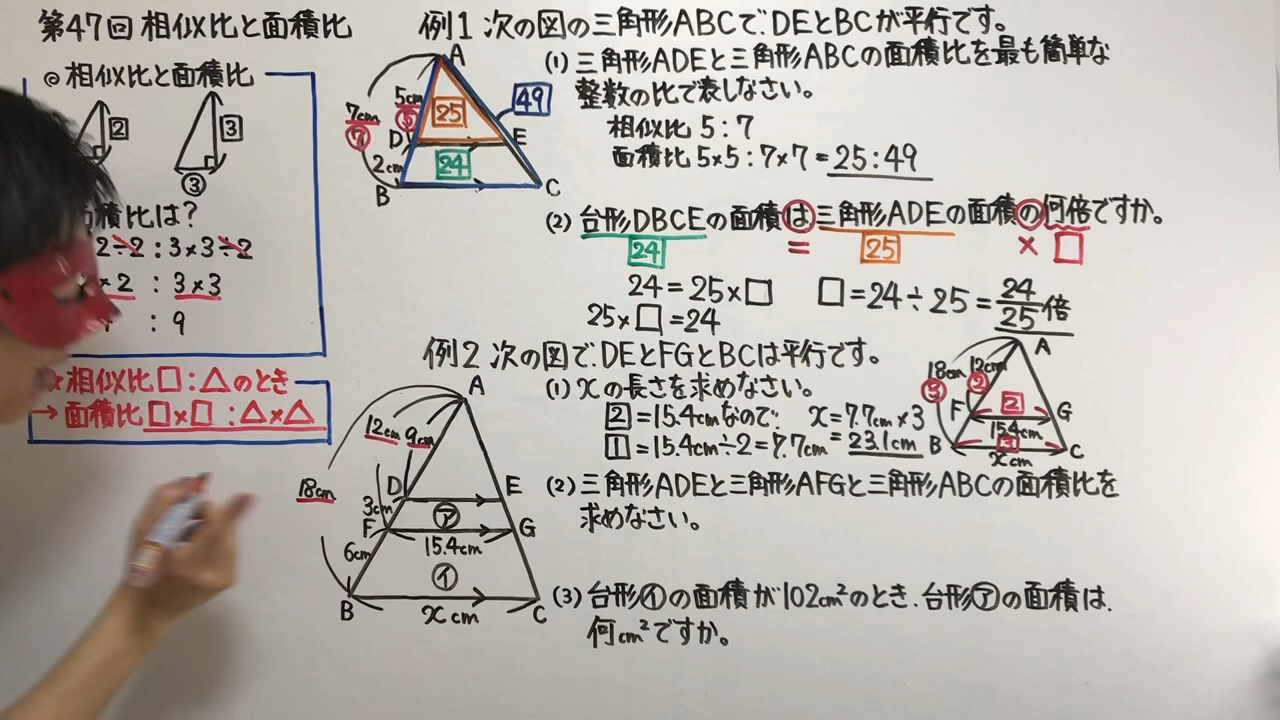 第47回 相似比と面積比
◎相似比と面積比
2
3
③
面積比は?
2÷2:3×3÷2
×2 : 3×3
: 9
☆相似比□:△のとき
→面積比□×□:△×△
例1 次の図の三角形ABCで、DEとBCが平行です。
A
7cm
⑦
5cm
⑤
25
49
D
E
2cm
24
B
C
(1) 三角形ADEと三角形ABCの面積比を最も簡単な
整数の比で表しなさい。
相似比 5:7
面積比 5×5:7×7=25:49
(2) 台形DBCEの面積は三角形ADEの面積の何倍ですか。
24 = 25 × □
24=25×□ □=24÷25=24/25倍
25×□=24
例2 次の図で、DEとFGとBCは平行です。
A
12cm 9cm
18cm
D
E
3cm
㋐
F
G
15.4cm
6cm
㋑
B
C
xcm
(1) xの長さを求めなさい。
2=15.4cmなので、 x=7.7cm×3
1=15.4cm÷2=7.7cm =23.1cm
A
18cm 12cm
③ ②
2
F
G
15.4cm
B
3
C
xcm
(2) 三角形ADEと三角形AFGと三角形ABCの面積比を
求めなさい。
(3) 台形㋑の面積が102cm²のとき、台形㋐の面積は、
何cm²ですか。